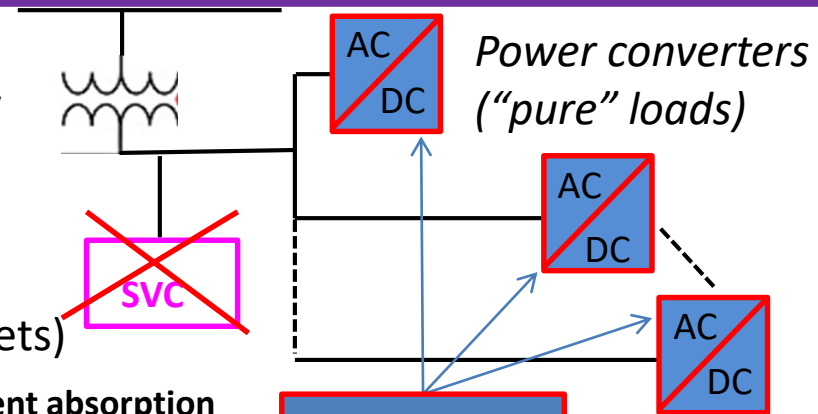 AC
DC
Power converters
("pure" loads)
AC
DC
SVC
AC
DC
ets)
ent absorption